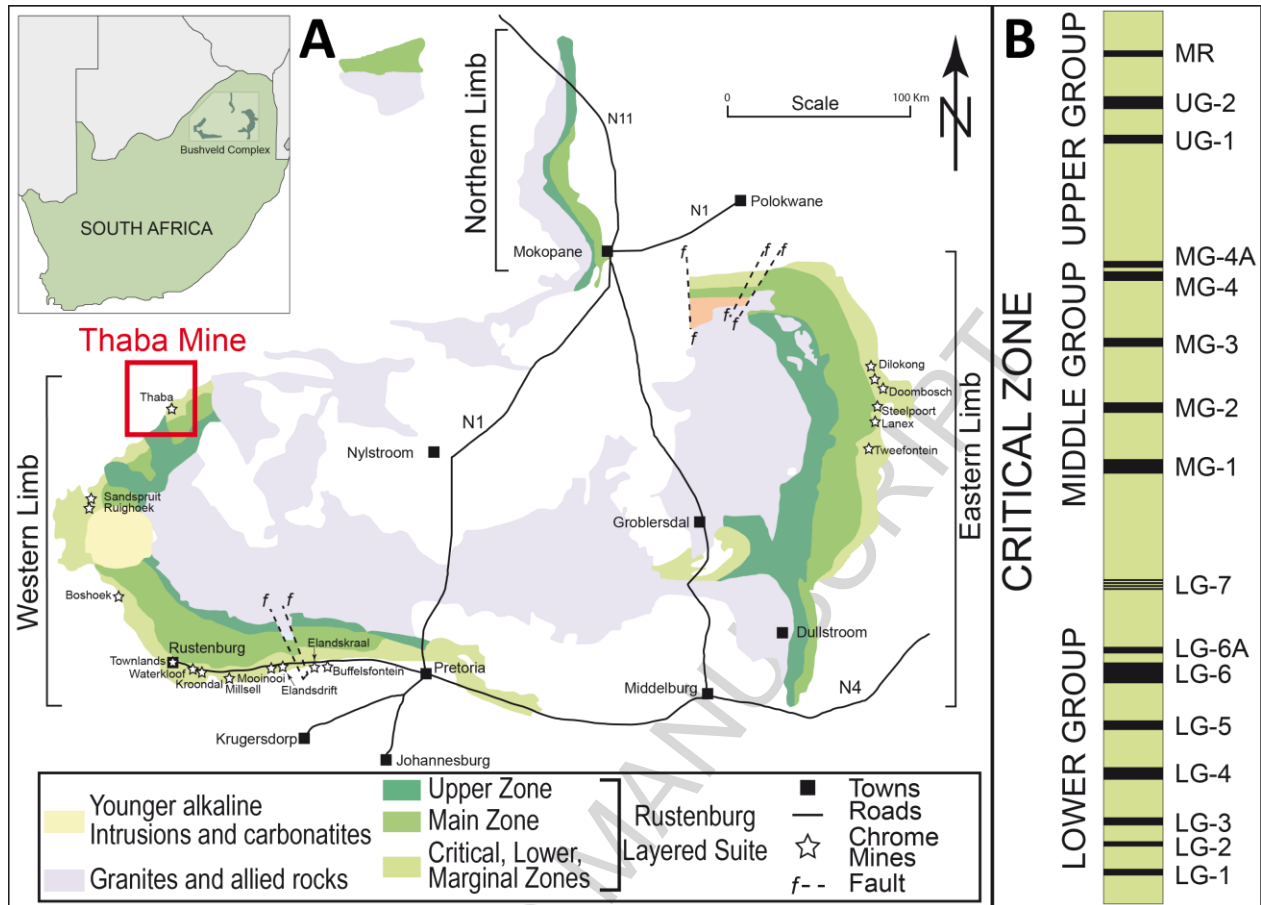 A
Bushveld Complex
SOUTH AFRICA
Northern Limb
N11
0
100 Km
Scale
N
N1
Polokwane
Mokopane
f
f
f
f
f
f
Thaba Mine
Thaba
Western Limb
Eastern Limb
N1
Nylstroom
Dilokong
Doombosch
Steelpoort
Lanex
Tweefontein
Sandspruit
Ruighoek
Groblersdal
Boshoek
f
f
Rustenburg
Elandskraal
Townlands
Waterkloof
Kroondal
Millsell
Mooinooi
Elandsdrift
Buffelsfontein
Pretoria
Dullstroom
Middelburg
N4
Krugersdorp
Johannesburg
MANUSCRIPT
Younger alkaline
Intrusions and carbonatites
Granites and allied rocks
Upper Zone
Main Zone
Critical, Lower,
Marginal Zones
Rustenburg
Layered Suite
Towns
Roads
Chrome
Mines
f-- Fault
B
CRITICAL ZONE
UPPER GROUP
MIDDLE GROUP
LOWER GROUP
MR
UG-2
UG-1
MG-4A
MG-4
MG-3
MG-2
MG-1
LG-7
LG-6A
LG-6
LG-5
LG-4
LG-3
LG-2
LG-1